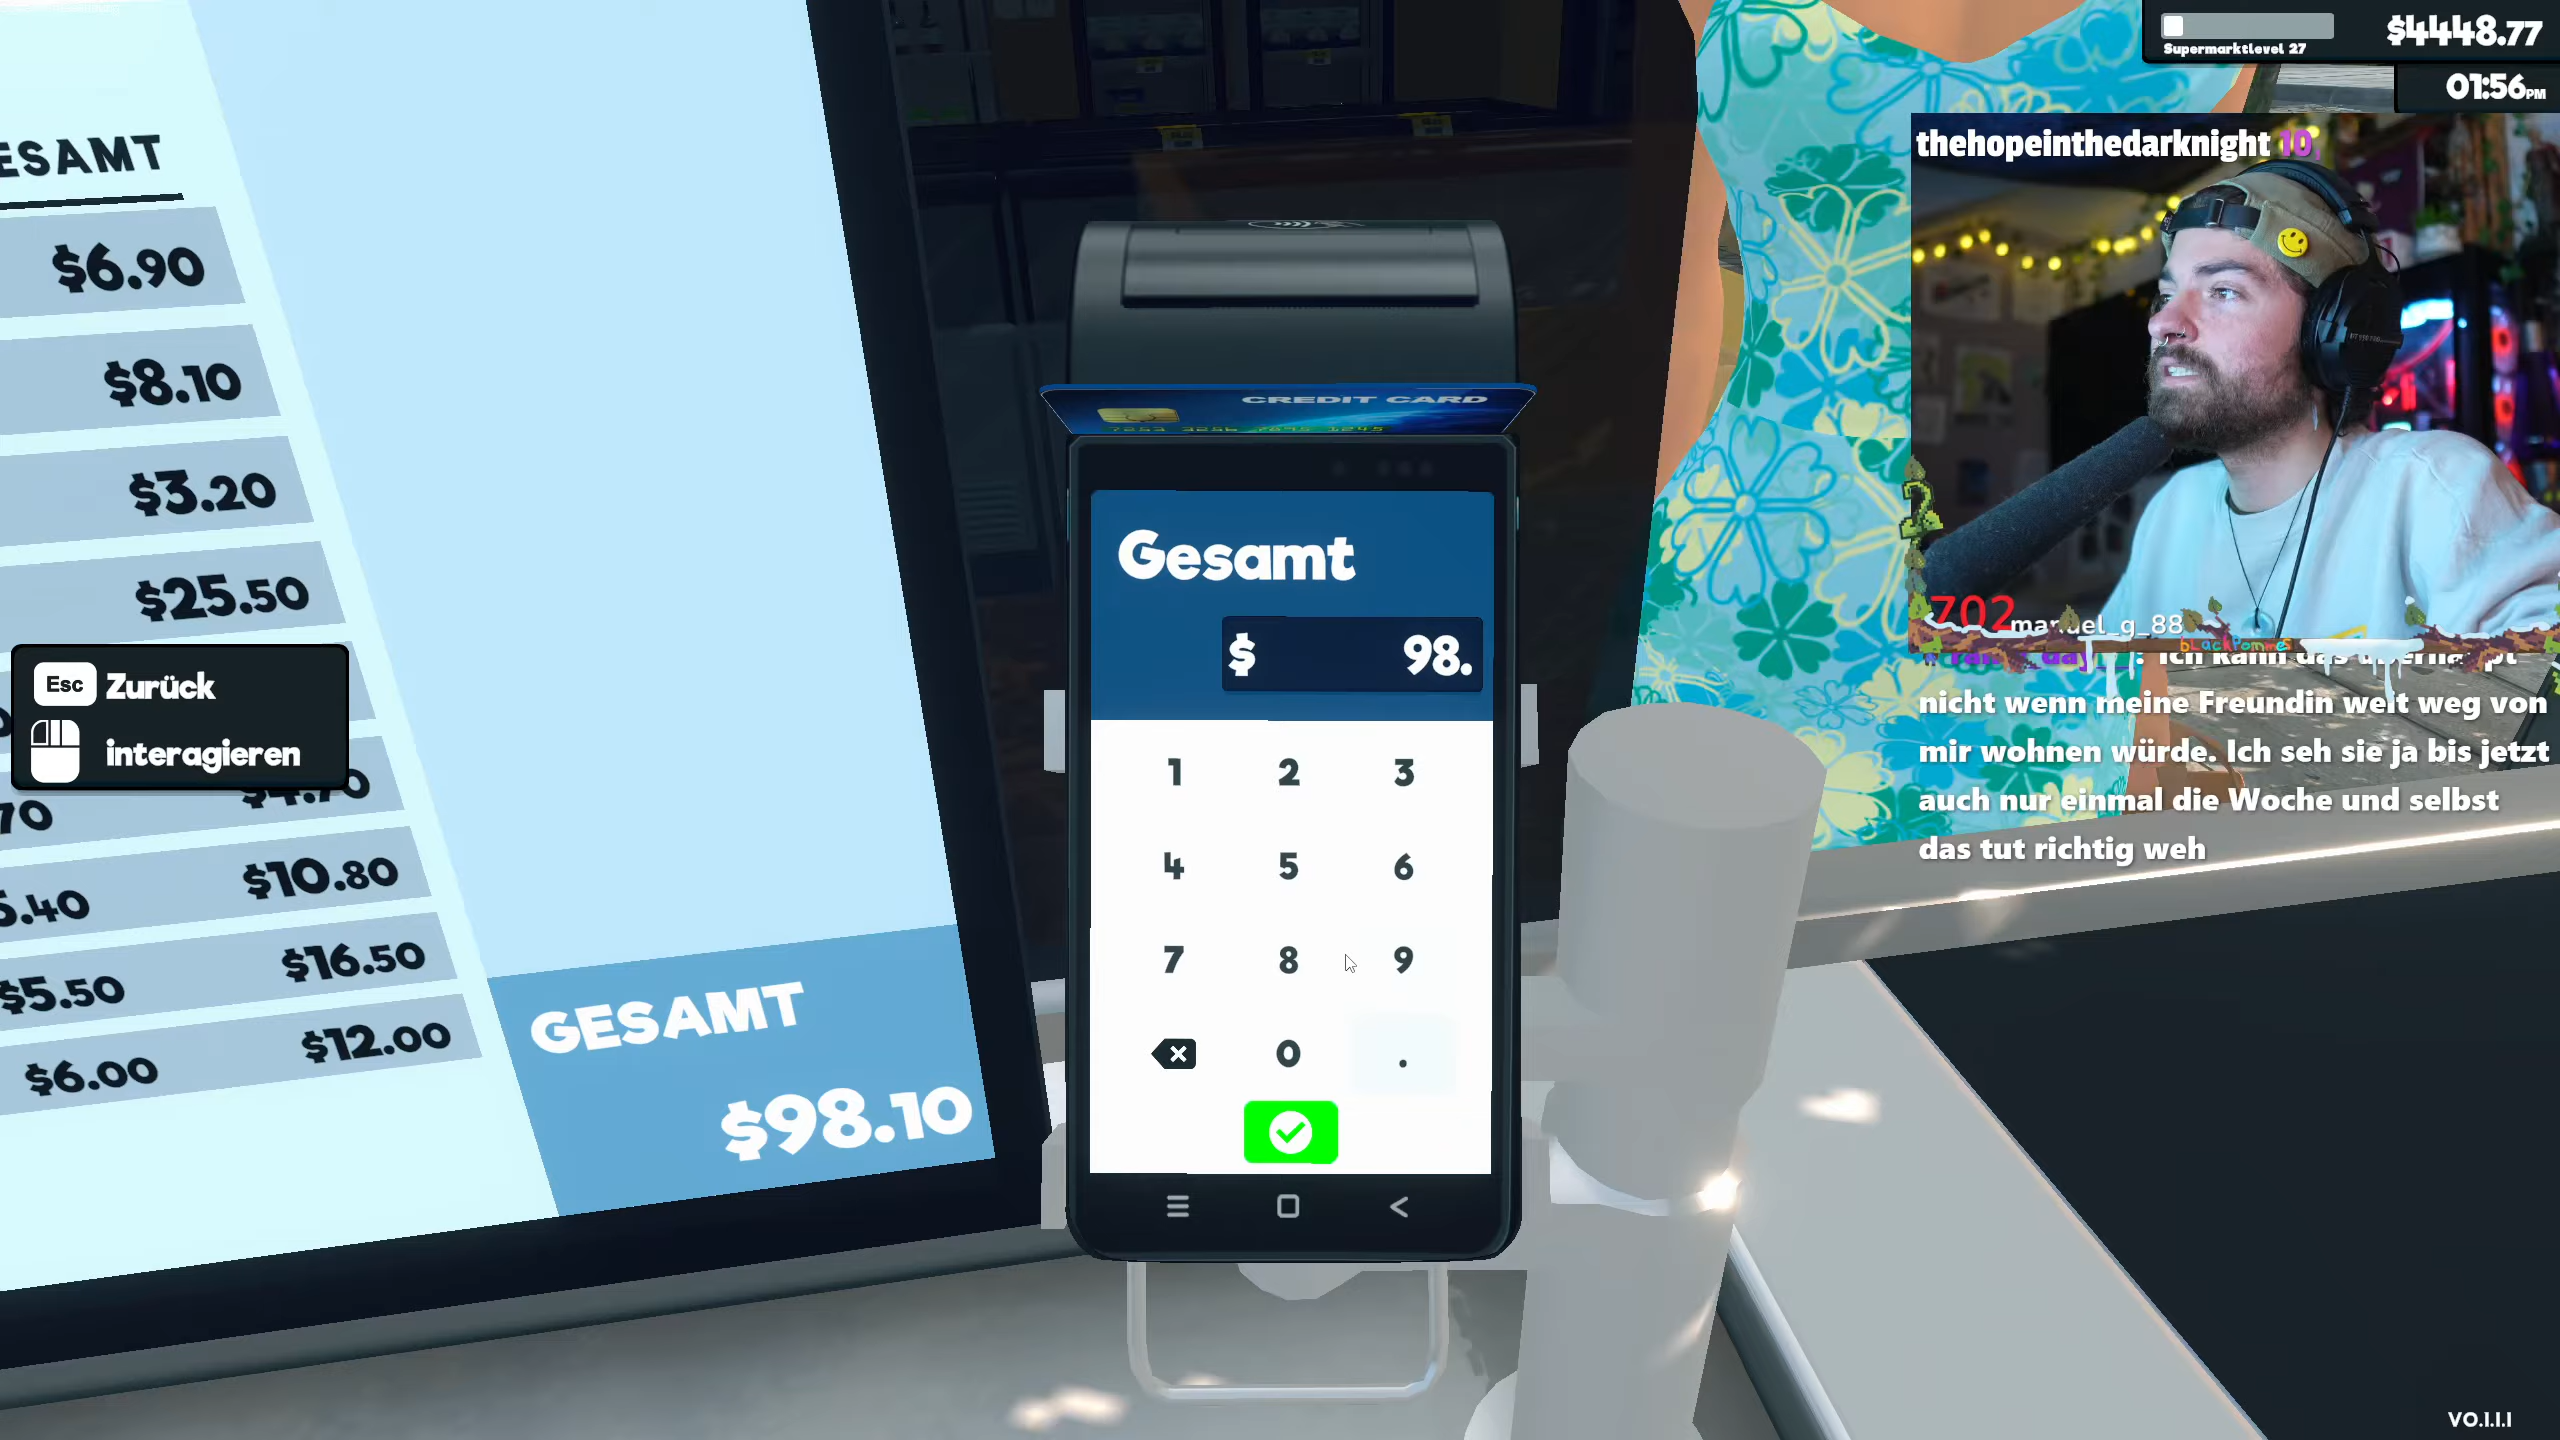 $6.90
$8.10
$3.20
$25.50
Esc Zurück
interagieren
$10.80
$5.50 $16.50
$6.00 $12.00
GESAMT
$98.10
CREDIT CARD
Gesamt
$ 98.
1 2 3
4 5 6
7 8 9
0 .
Supermarktlevel 27
$4448.77
01:56PM
thehopeinthedarknight 10,
702
manuel_g_88
blackpommes
nicht wenn meine Freundin weit weg von
mir wohnen würde. Ich seh sie ja bis jetzt
auch nur einmal die Woche und selbst
das tut richtig weh
V0.1.1.1